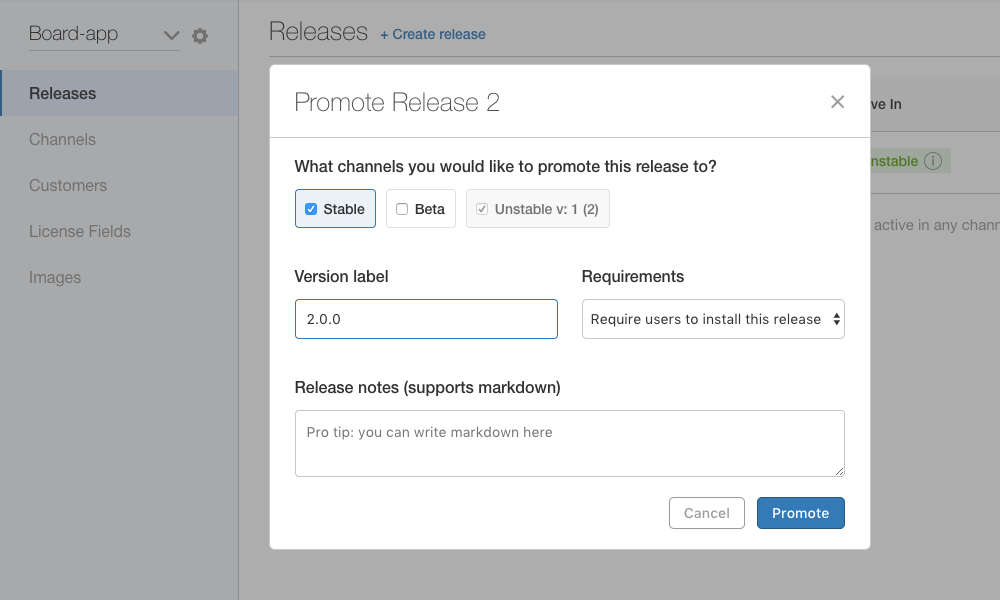 Board-app
Releases
Channels
Customers
License Fields
Images
Releases + Create release
Promote Release 2
What channels you would like to promote this release to?
Stable Beta Unstable v: 1 (2)
Version label Requirements
2.0.0 Require users to install this release
Release notes (supports markdown)
Pro tip: you can write markdown here
Cancel Promote
ve In
nstable
active in any chann